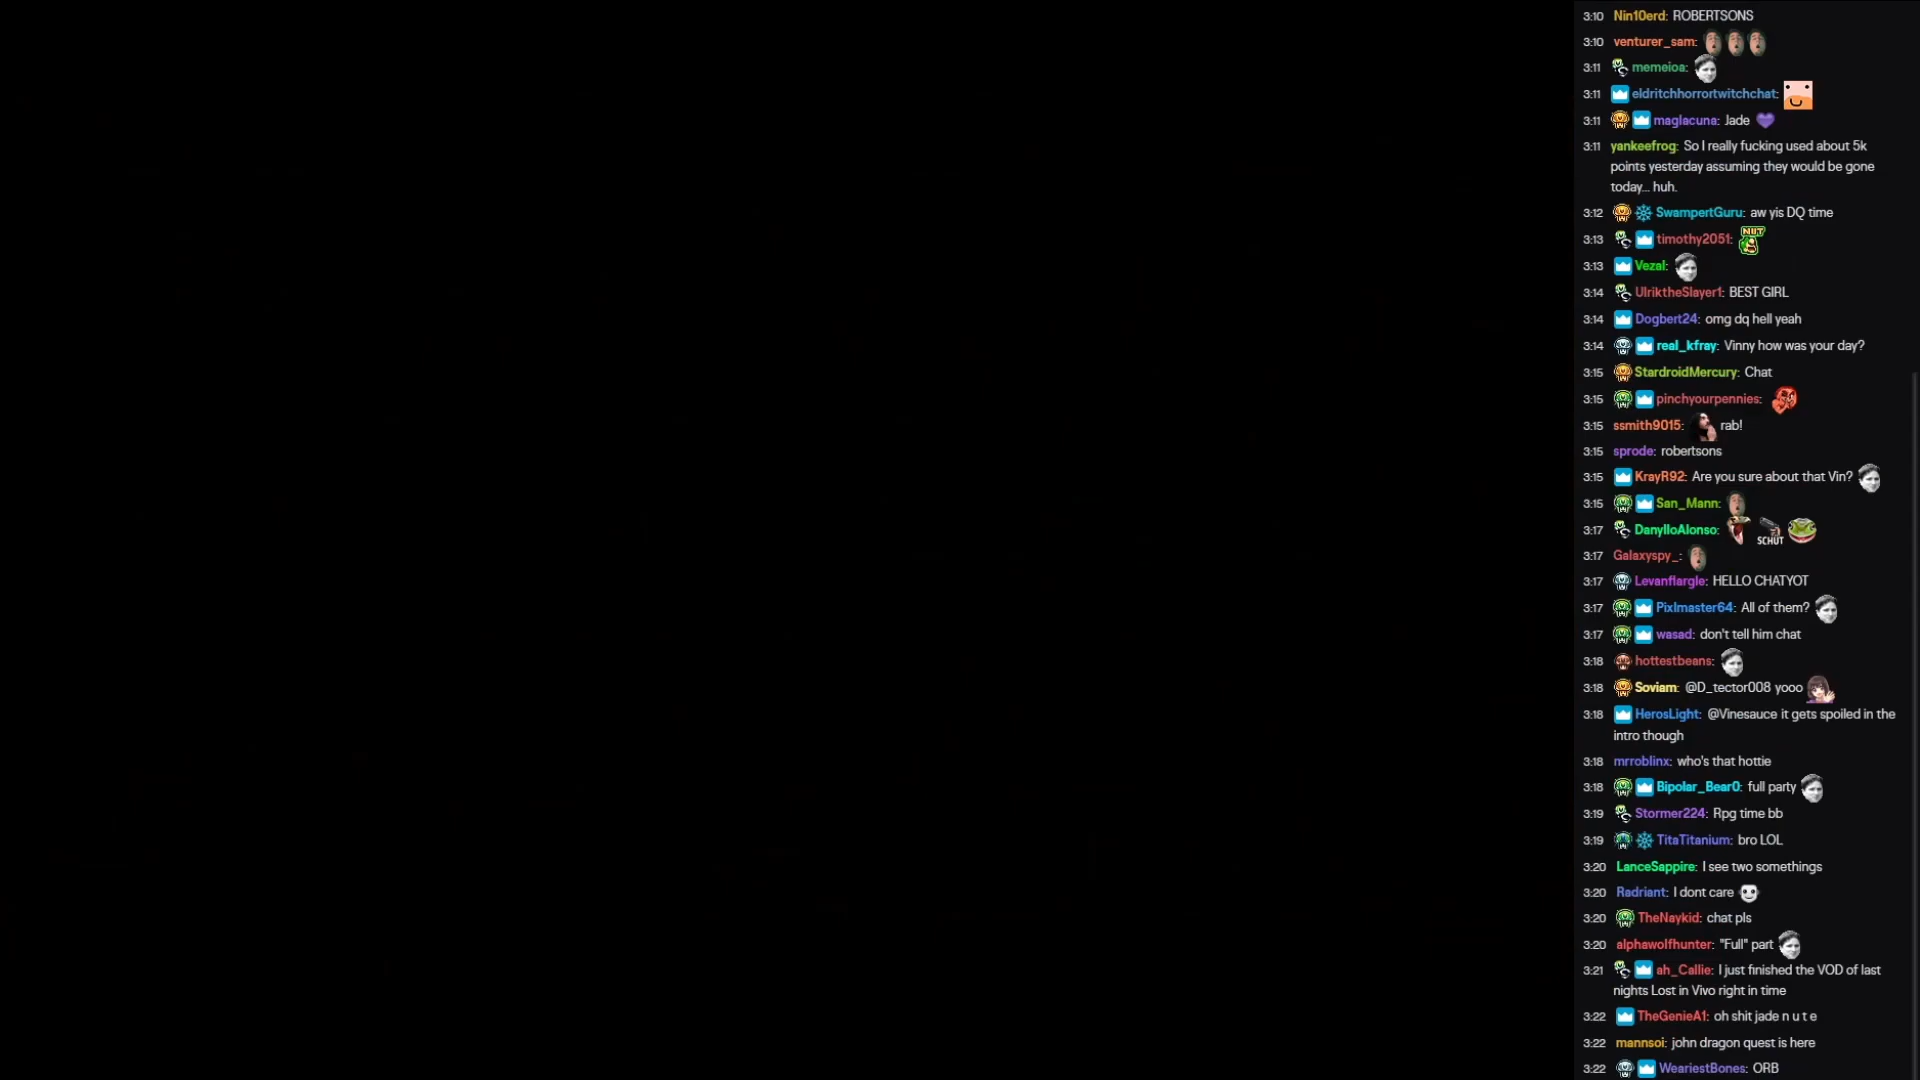 3:10 Nin10erd: ROBERTSONS
3:10 venturer_sam:
3:11 memeioa:
3:11 eldritchhorrortwitchchat:
3:11 maglacuna: Jade
3:11 yankeefrog: So I really fucking used about 5k
points yesterday assuming they would be gone
today... huh.
3:12 SwampertGuru: aw yis DQ time
3:13 timothy2051: NUT
3:13 Vezal:
3:14 UlriktheSlayer1: BEST GIRL
3:14 Dogbert24: omg dq hell yeah
3:14 real_kfray: Vinny how was your day?
3:15 StardroidMercury: Chat
3:15 pinchyourpennies:
3:15 ssmith9015: rab!
3:15 sprode: robertsons
3:15 KrayR92: Are you sure about that Vin?
3:15 San_Mann:
3:17 DanylloAlonso: SCHUT
3:17 Galaxyspy_:
3:17 Levanflargle: HELLO CHATYOT
3:17 Pixlmaster64: All of them?
3:17 wasad: don't tell him chat
3:18 hottestbeans:
3:18 Soviam: @D_tector008 yooo
3:18 HerosLight: @Vinesauce it gets spoiled in the
intro though
3:18 mrroblinx: who's that hottie
3:18 Bipolar_Bear0: full party
3:19 Stormer224: Rpg time bb
3:19 TitaTitanium: bro LOL
3:20 LanceSappire: I see two somethings
3:20 Radriant: I dont care
3:20 TheNaykid: chat pls
3:20 alphawolfhunter: "Full" part
3:21 ah_Callie: I just finished the VOD of last
nights Lost in Vivo right in time
3:22 TheGenieA1: oh shit jade n u t e
3:22 mannsoi: john dragon quest is here
3:22 WeariestBones: ORB